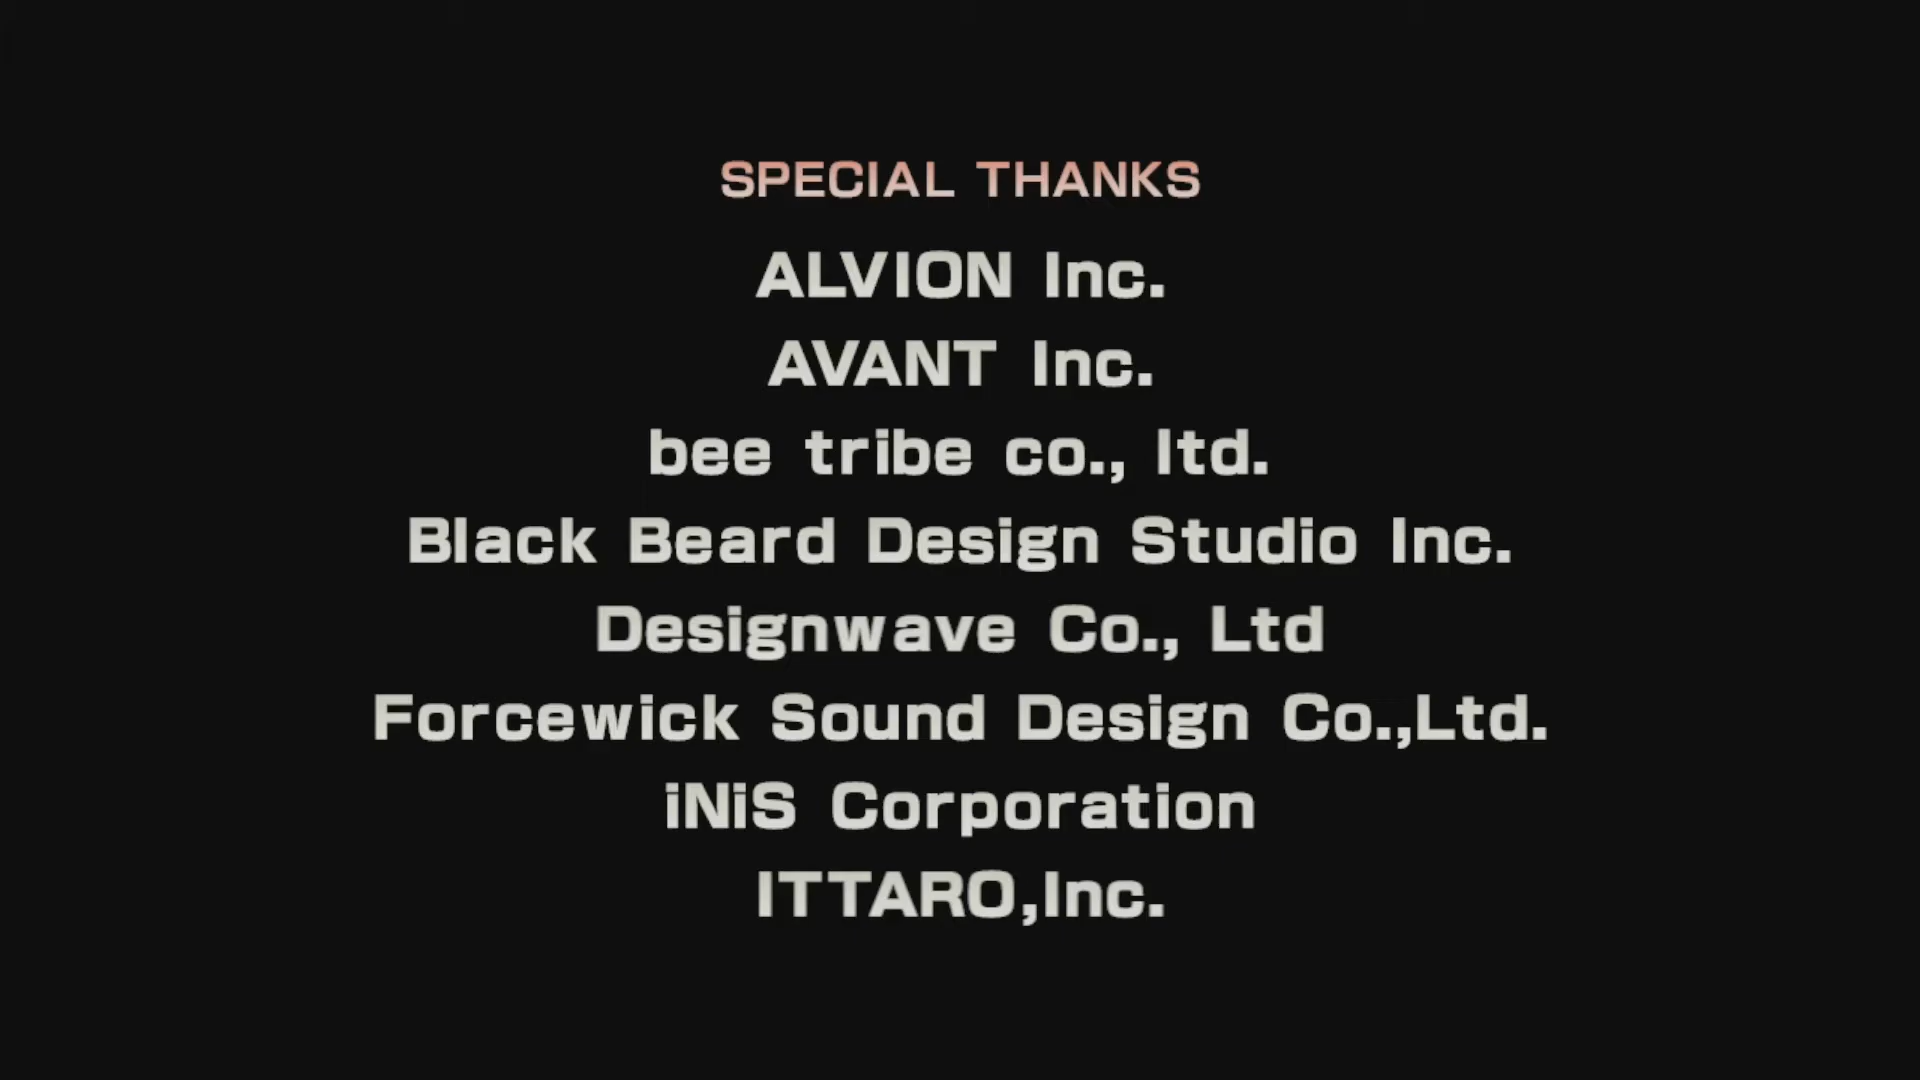 SPECIAL THANKS
ALVION Inc.
AVANT Inc.
bee tribe co., ltd.
Black Beard Design Studio Inc.
Designwave Co., Ltd
Forcewick Sound Design Co.,Ltd.
iNiS Corporation
ITTARO,Inc.